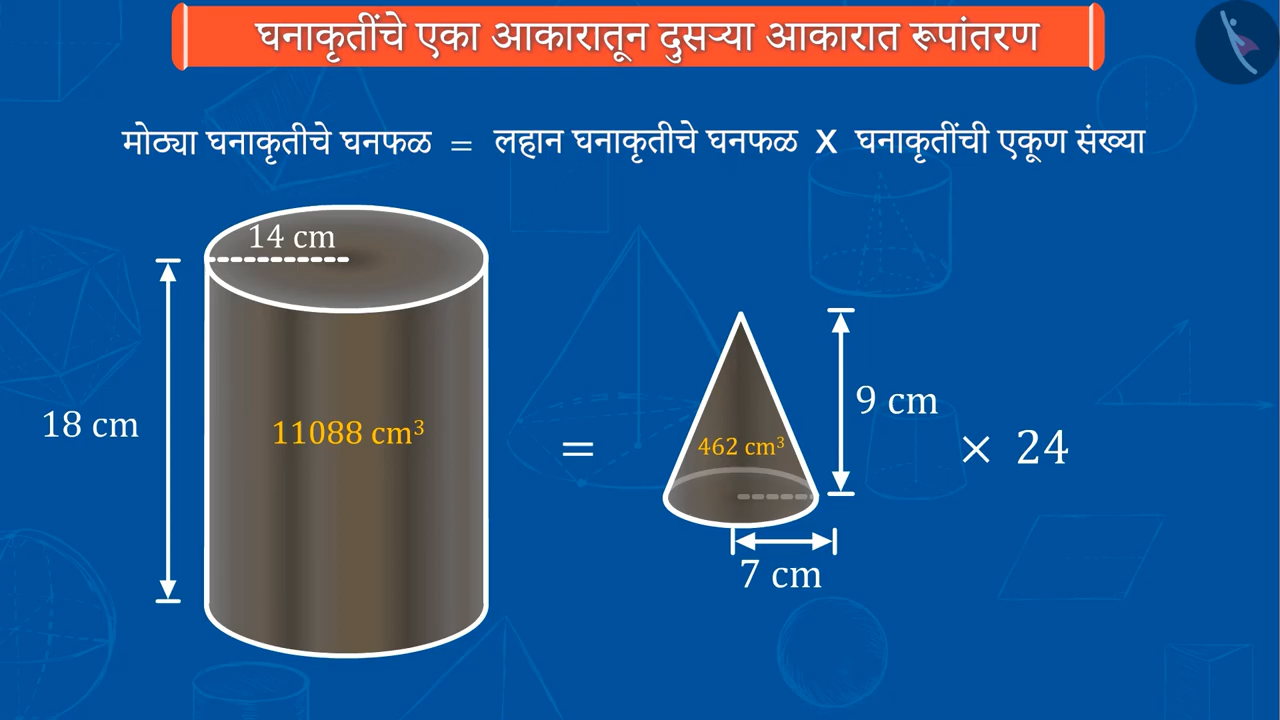 घनाकृतींचे एका आकारातून दुसऱ्या आकारात रूपांतरण
मोठ्या घनाकृतीचे घनफळ = लहान घनाकृतीचे घनफळ X घनाकृतींची एकूण संख्या
14 cm
18 cm
11088 cm³
=
462 cm³
9 cm
× 24
7 cm